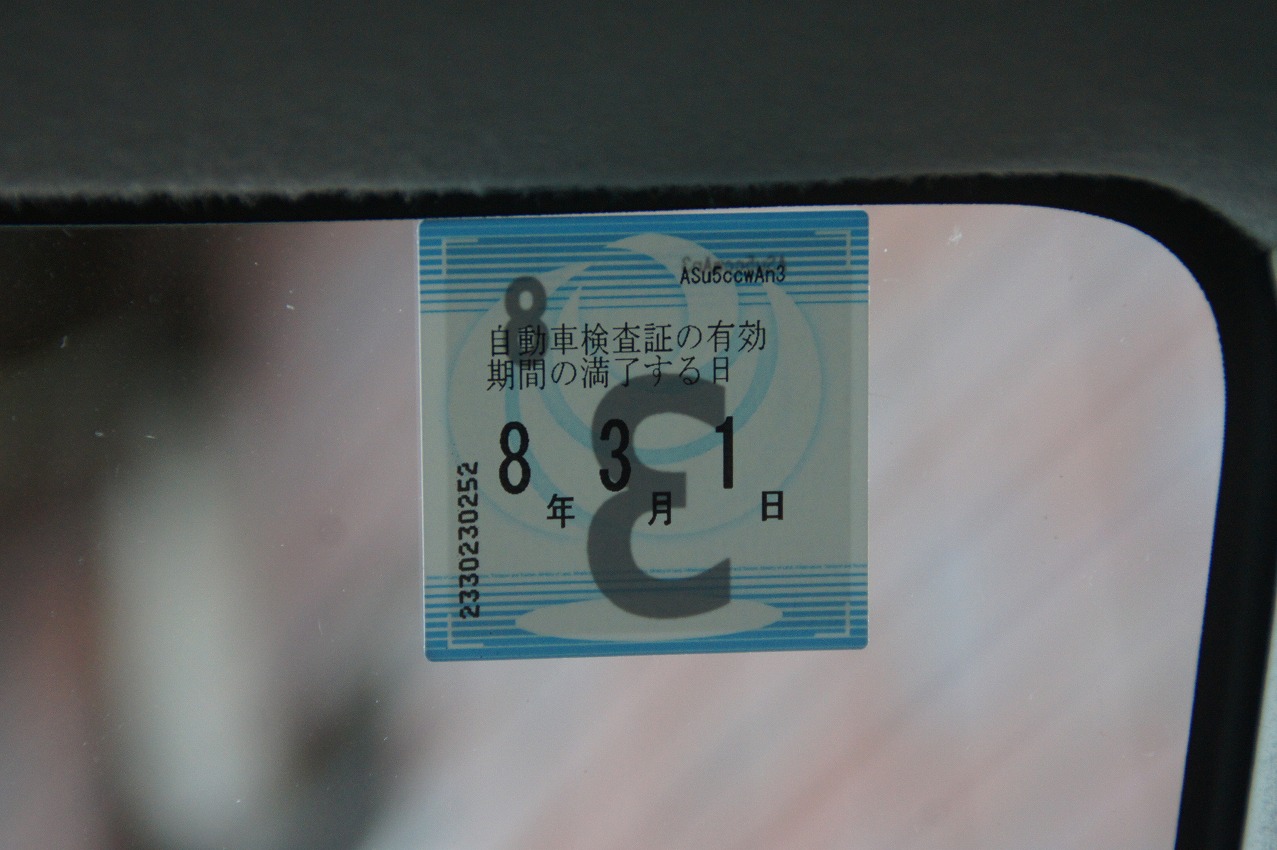 ASu5ccwAn3
自動車検査証の有効
期間の満了する日
8年 3月 1日
2330230252
8
3